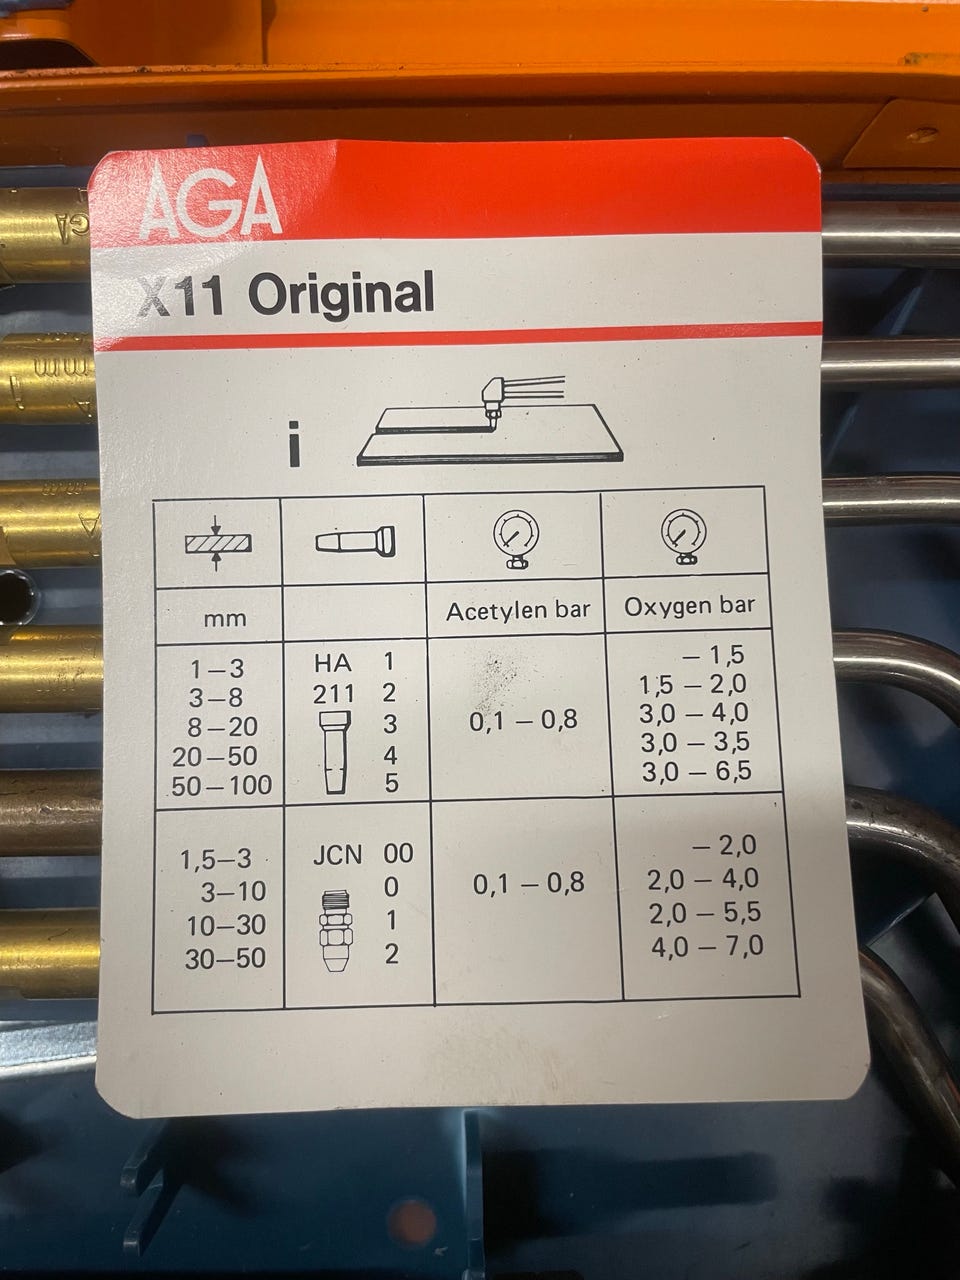 AGA
X11 Original
i
mm
Acetylen bar
Oxygen bar
1–3 HA 1 – 1,5
3–8 211 2 1,5 – 2,0
8–20 3 0,1 – 0,8 3,0 – 4,0
20–50 4 3,0 – 3,5
50–100 5 3,0 – 6,5
1,5–3 JCN 00 – 2,0
3–10 0 0,1 – 0,8 2,0 – 4,0
10–30 1 2,0 – 5,5
30–50 2 4,0 – 7,0
AGA
mm